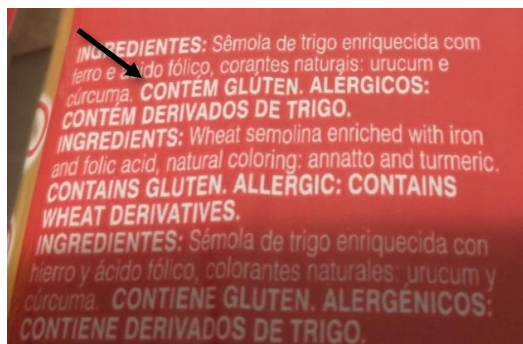 INGREDIENTES: Sêmola de trigo enriquecida com
ferro e ácido fólico, corantes naturais: urucum e
cúrcuma. CONTÉM GLÚTEN. ALÉRGICOS:
CONTÉM DERIVADOS DE TRIGO.
INGREDIENTS: Wheat semolina enriched with iron
and folic acid, natural coloring: annatto and turmeric.
CONTAINS GLUTEN. ALLERGIC: CONTAINS
WHEAT DERIVATIVES.
INGREDIENTES: Sémola de trigo enriquecida con
hierro y ácido fólico, colorantes naturales: urucum y
cúrcuma. CONTIENE GLUTEN. ALERGÉNICOS:
CONTIENE DERIVADOS DE TRIGO.